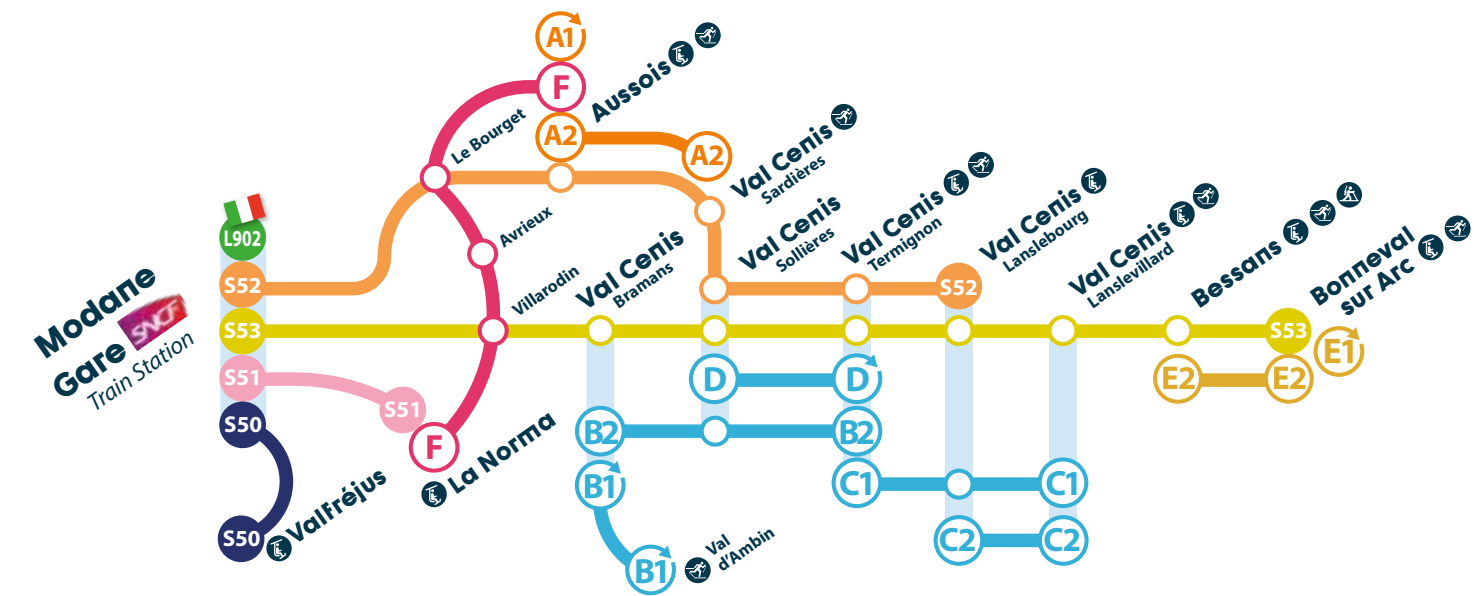 A1
F
Aussois
A2
A2
Le Bourget
Val Cenis
Sardières
Avrieux
L902
S52
S53
S51
S50
S50
Modane
Gare SNCF
Train Station
Valfréjus
S51
F
La Norma
Villarodin
Val Cenis
Bramans
Val Cenis
Sollières
Val Cenis
Termignon
Val Cenis
Lanslebourg
S52
Val Cenis
Lanslevillard
Bessans
Bonneval
sur Arc
S53
E1
E2
E2
D
D
B2
B2
B1
B1
Val
d'Ambin
C1
C1
C2
C2